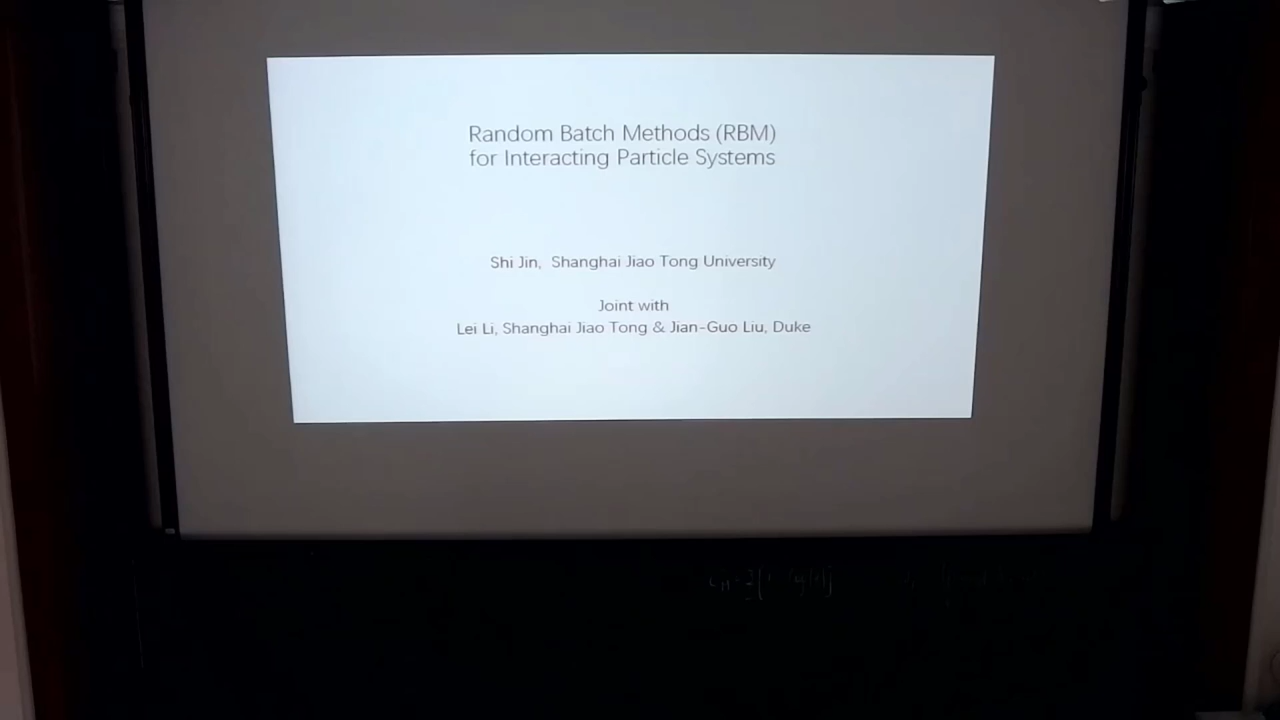 Random Batch Methods (RBM)
for Interacting Particle Systems
Shi Jin, Shanghai Jiao Tong University
Joint with
Lei Li, Shanghai Jiao Tong & Jian-Guo Liu, Duke